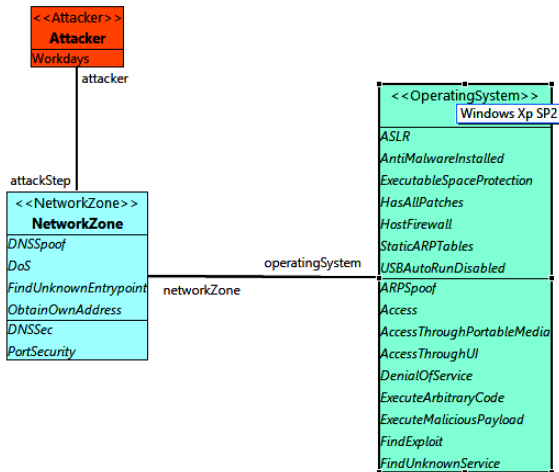 <<Attacker>>
Attacker
Workdays
attacker
attackStep
<<NetworkZone>>
NetworkZone
DNSSpoof
DoS
FindUnknownEntrypoint
ObtainOwnAddress
DNSSec
PortSecurity
operatingSystem
networkZone
<<OperatingSystem>>
Windows Xp SP2
ASLR
AntiMalwareInstalled
ExecutableSpaceProtection
HasAllPatches
HostFirewall
StaticARPTables
USBAutoRunDisabled
ARPSpoof
Access
AccessThroughPortableMedia
AccessThroughUI
DenialOfService
ExecuteArbitraryCode
ExecuteMaliciousPayload
FindExploit
FindUnknownService